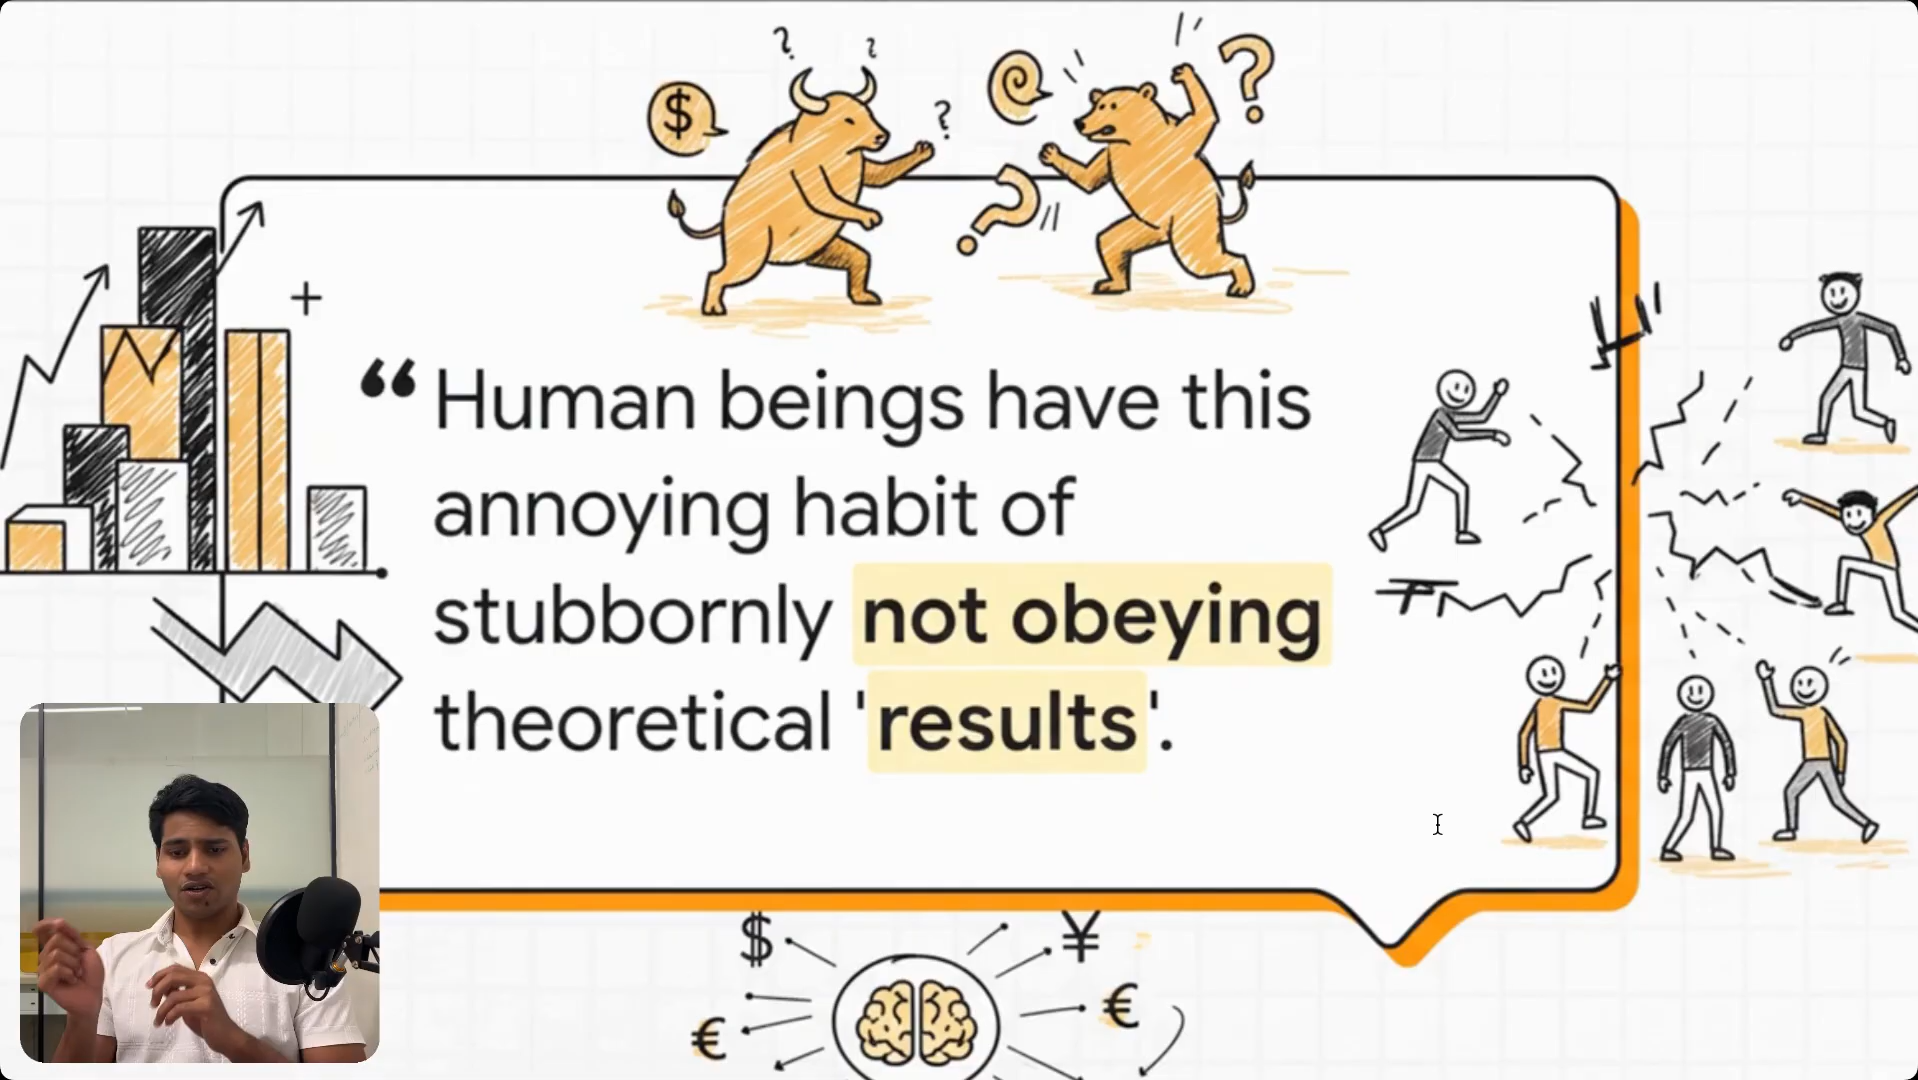 ?
?
$
?
?
?
“Human beings have this
annoying habit of
stubbornly not obeying
theoretical 'results'.
$
¥
€
€